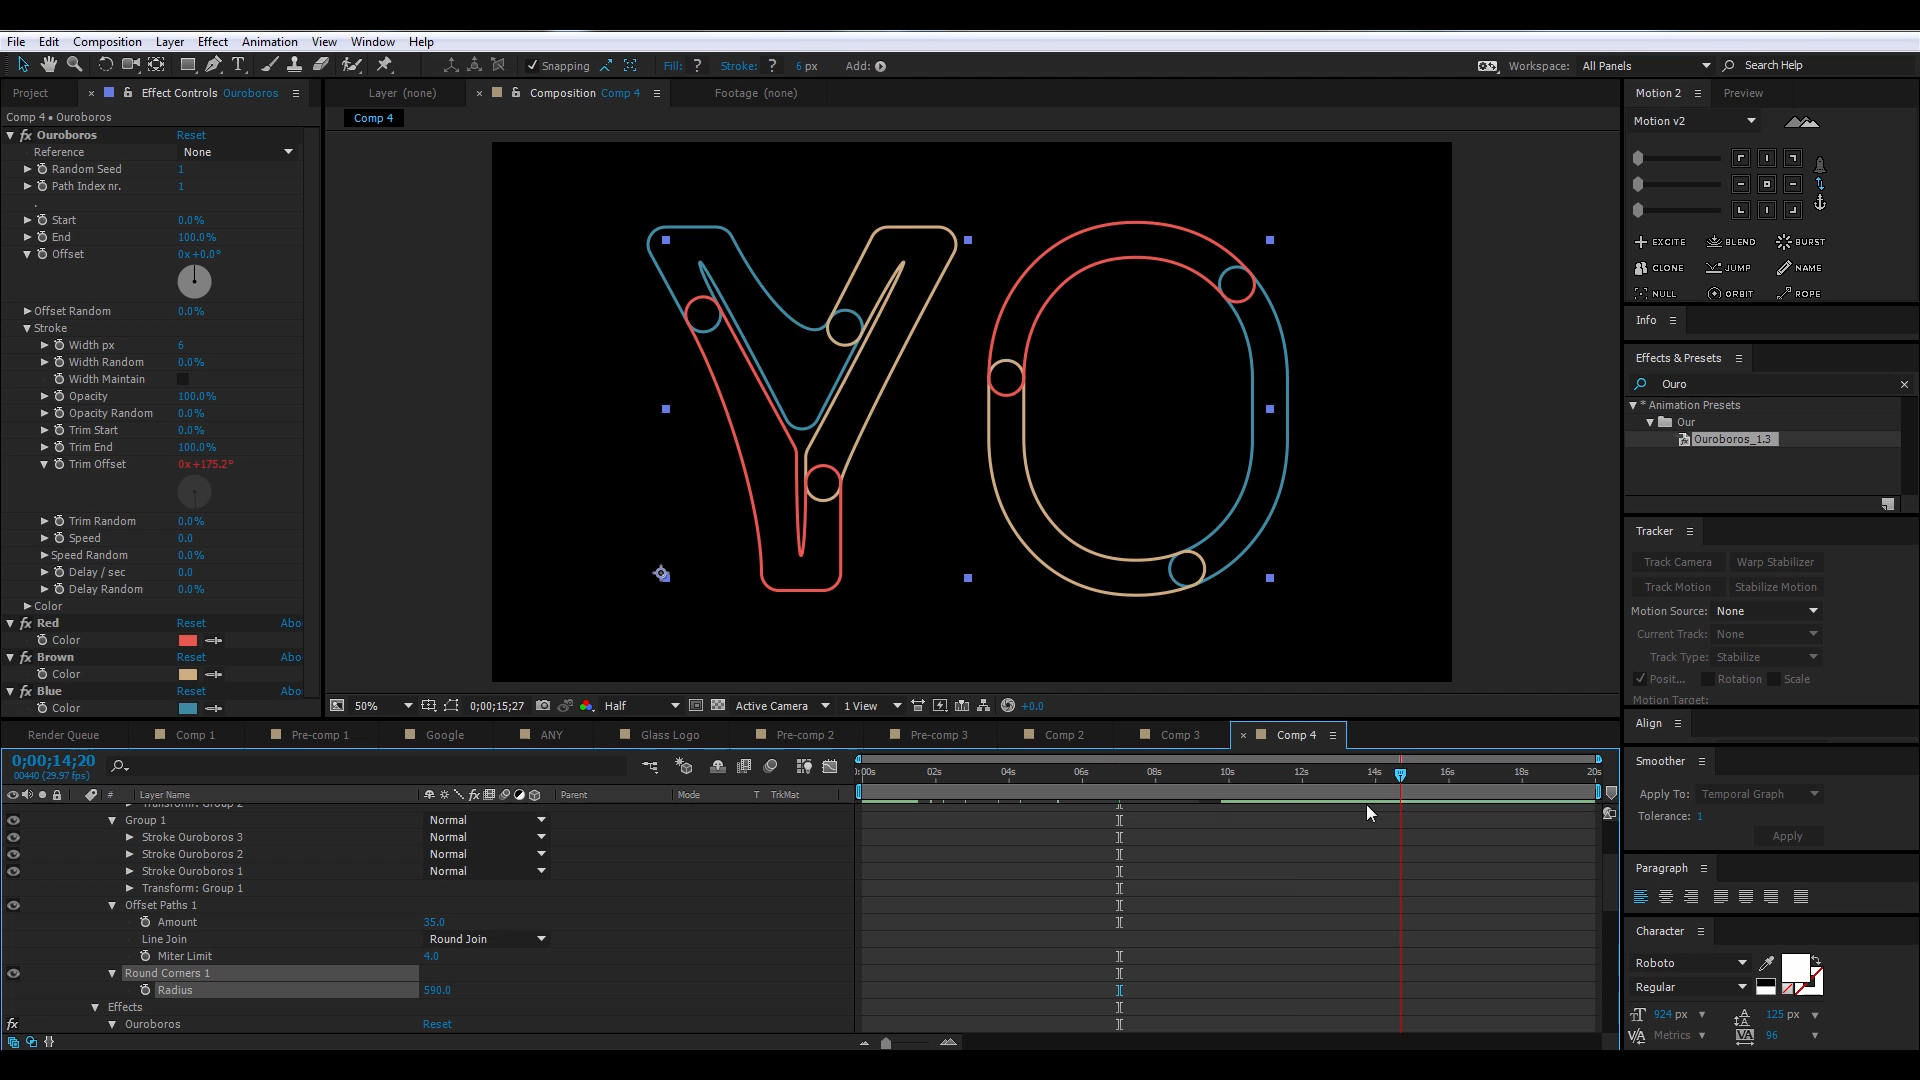 File Edit Composition Layer Effect Animation View Window Help
Snapping Fill: ? Stroke: ? 6 px Add: Workspace: All Panels Search Help
Project × Effect Controls Ouroboros Layer (none) × Composition Comp 4 Footage (none) Motion 2 Preview
Comp 4 • Ouroboros
Comp 4
Motion v2
fx Ouroboros Reset
Reference None
Random Seed 1
Path Index nr. 1
.
Start 0.0%
End 100.0%
Offset 0x+0.0°
Offset Random 0.0%
Stroke
Width px 6
Width Random 0.0%
Width Maintain
Opacity 100.0%
Opacity Random 0.0%
Trim Start 0.0%
Trim End 100.0%
Trim Offset 0x+175.2°
Trim Random 0.0%
Speed 0.0
Speed Random 0.0%
Delay / sec 0.0
Delay Random 0.0%
Color
fx Red Reset Abo
Color
fx Brown Reset Abo
Color
fx Blue Reset Abo
Color
YO
EXCITE BLEND BURST
CLONE JUMP NAME
NULL ORBIT ROPE
Info
Effects & Presets
Ouro
* Animation Presets
Our
Ouroboros_1.3
Tracker
Track Camera Warp Stabilizer
Track Motion Stabilize Motion
Motion Source: None
Current Track: None
Track Type: Stabilize
Posit... Rotation Scale
Motion Target:
Align
Smoother
Apply To: Temporal Graph
Tolerance: 1
Apply
Paragraph
Character
Roboto
Regular
924 px 125 px
Metrics 96
50% 0;00;15;27 Half Active Camera 1 View +0.0
Render Queue Comp 1 Pre-comp 1 Google ANY Glass Logo Pre-comp 2 Pre-comp 3 Comp 2 Comp 3 × Comp 4
0;00;14;20
00440 (29.97 fps)
:00s 02s 04s 06s 08s 10s 12s 14s 16s 18s 20s
# Layer Name fx Parent Mode T TrkMat
Transform: Group 2
Group 1 Normal
Stroke Ouroboros 3 Normal
Stroke Ouroboros 2 Normal
Stroke Ouroboros 1 Normal
Transform: Group 1
Offset Paths 1
Amount 35.0
Line Join Round Join
Miter Limit 4.0
Round Corners 1
Radius 590.0
Effects
fx Ouroboros Reset